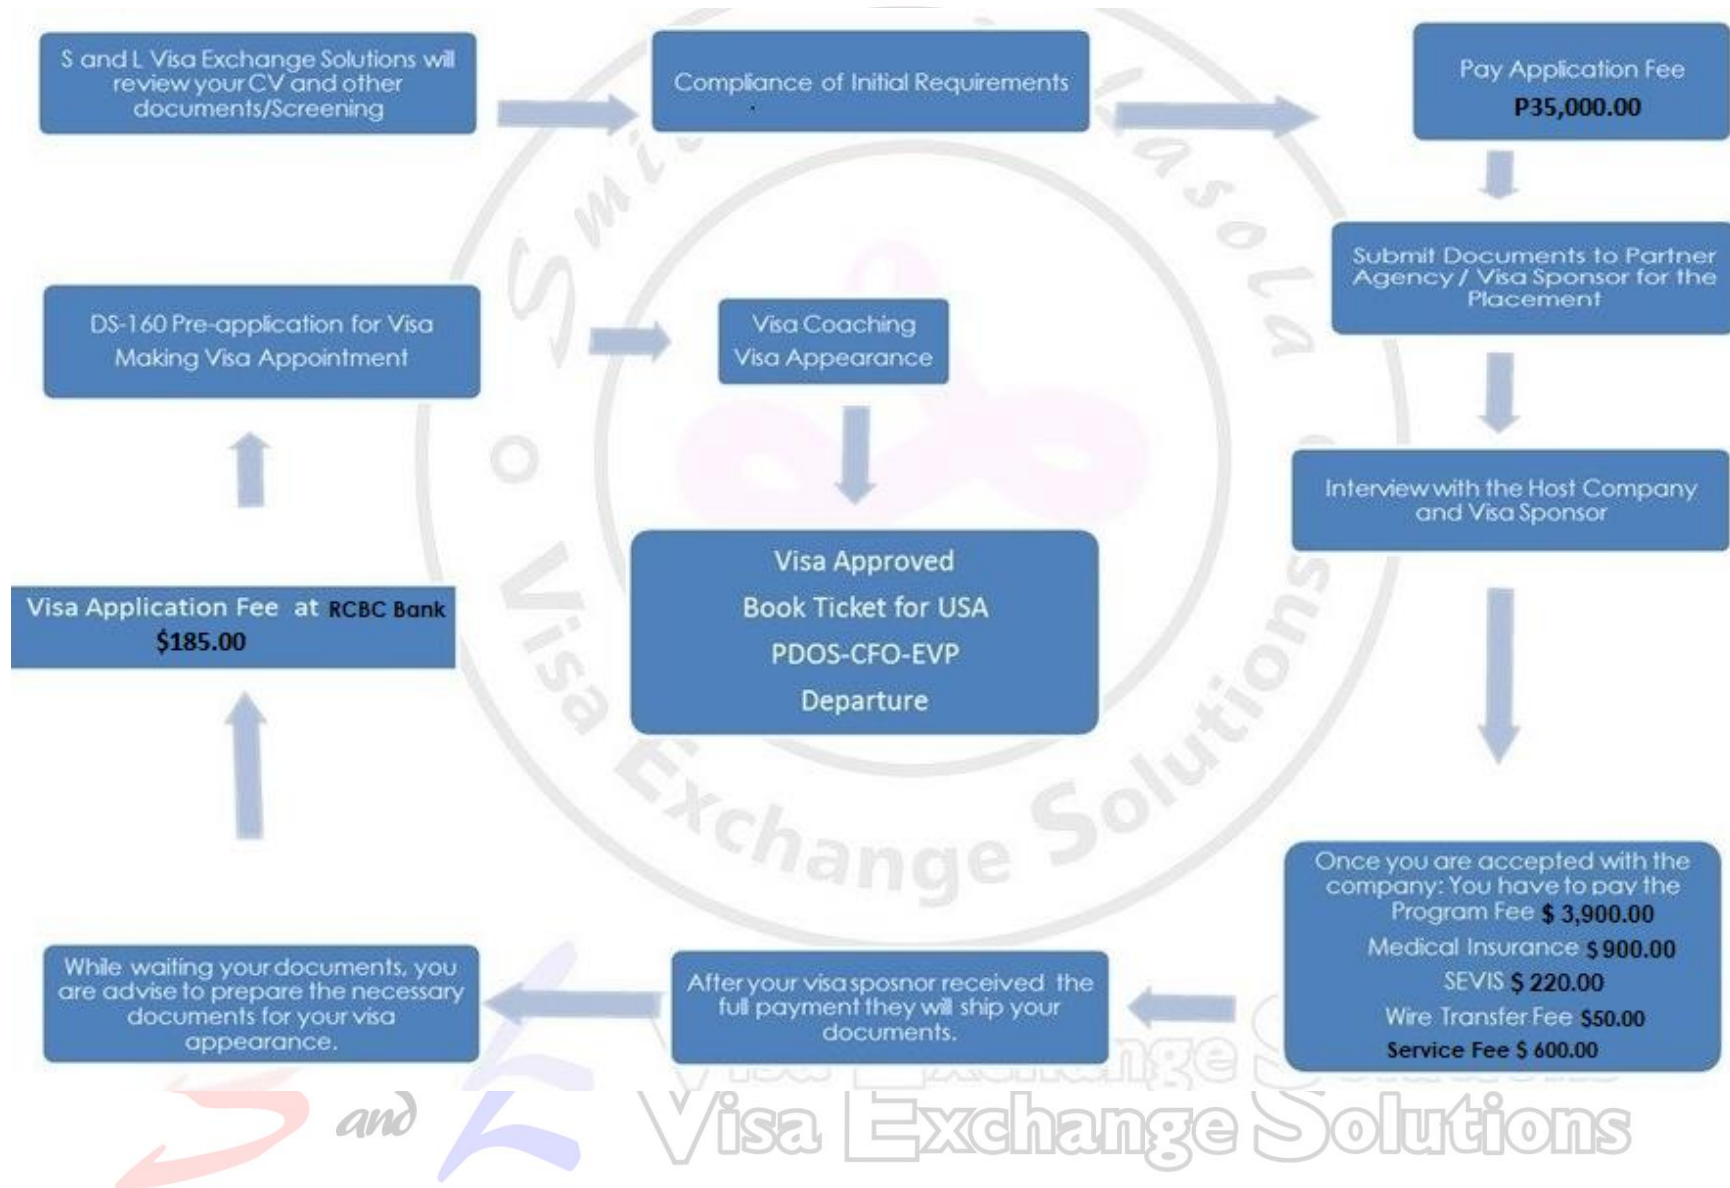 S and L Visa Exchange Solutions will
review your CV and other
documents/Screening
Compliance of Initial Requirements
.
Pay Application Fee
P35,000.00
Submit Documents to Partner
Agency / Visa Sponsor for the
Placement
Interview with the Host Company
and Visa Sponsor
Once you are accepted with the
company: You have to pay the
Program Fee $ 3,900.00
Medical Insurance $ 900.00
SEVIS $ 220.00
Wire Transfer Fee $50.00
Service Fee $ 600.00
After your visa sposnor received the
full payment they will ship your
documents.
While waiting your documents, you
are advise to prepare the necessary
documents for your visa
appearance.
Visa Application Fee at RCBC Bank
$185.00
DS-160 Pre-application for Visa
Making Visa Appointment
Visa Coaching
Visa Appearance
Visa Approved
Book Ticket for USA
PDOS-CFO-EVP
Departure
Visa Exchange Solutions
Visa Exchange Solutions
S and L Visa Exchange Solutions